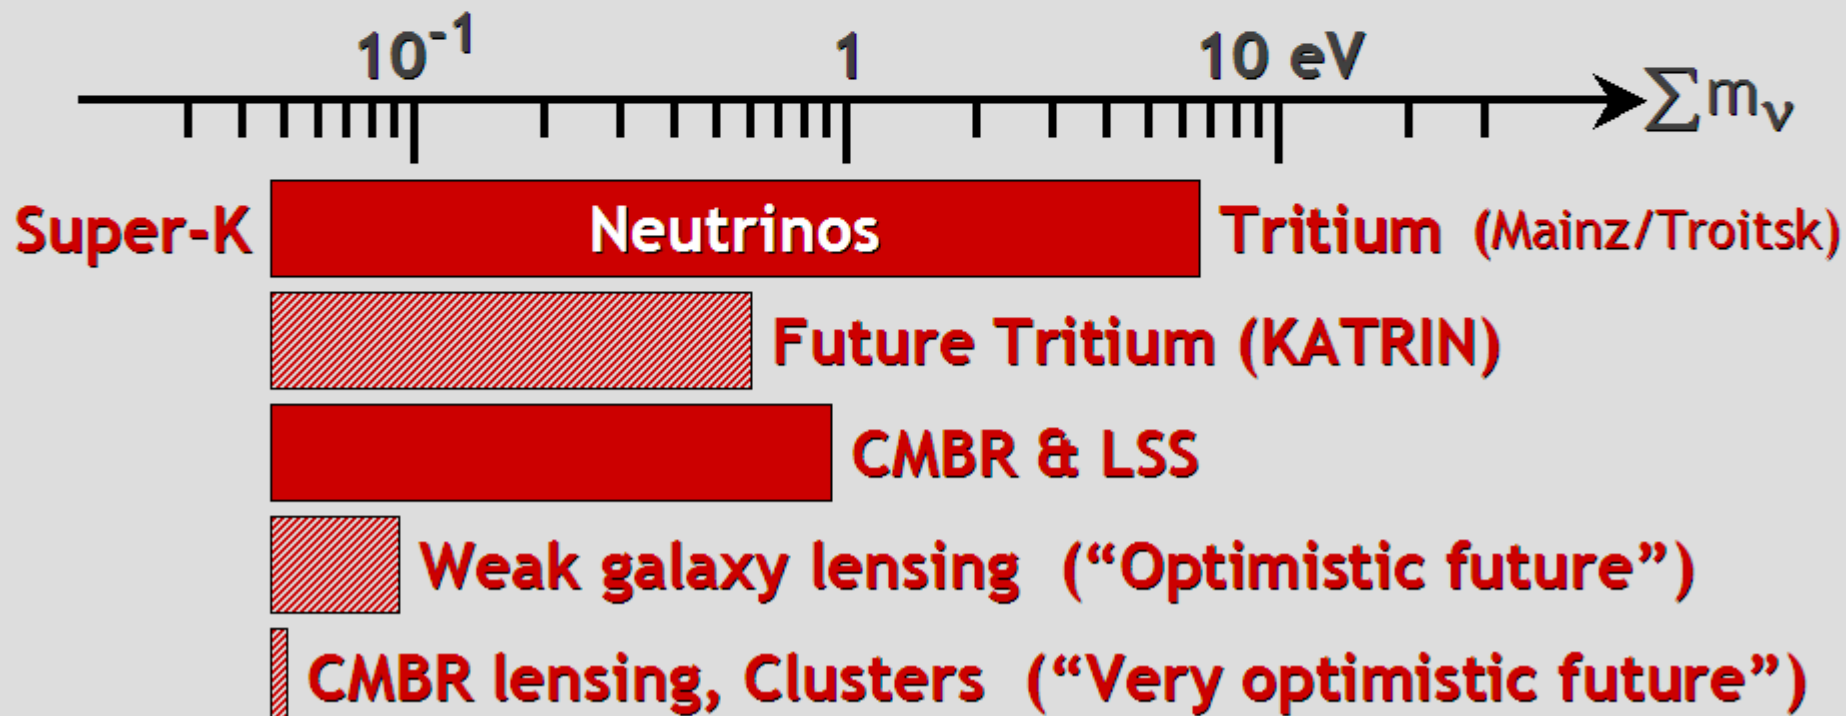 10⁻¹ 1 10 eV
∑mν
Super-K Neutrinos Tritium (Mainz/Troitsk)
Future Tritium (KATRIN)
CMBR & LSS
Weak galaxy lensing (“Optimistic future”)
CMBR lensing, Clusters (“Very optimistic future”)